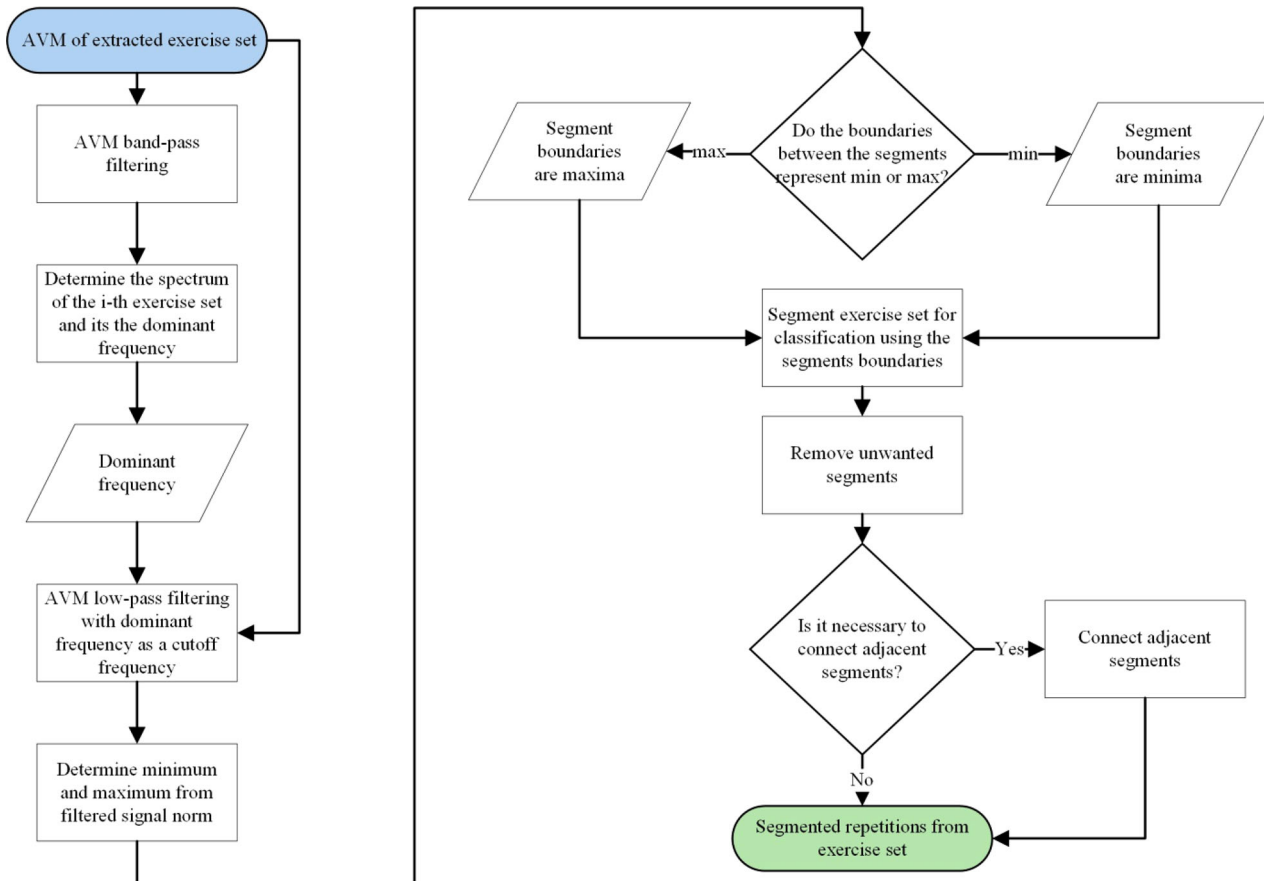 AVM of extracted exercise set
AVM band-pass
filtering
Determine the spectrum
of the i-th exercise set
and its the dominant
frequency
Dominant
frequency
AVM low-pass filtering
with dominant
frequency as a cutoff
frequency
Determine minimum
and maximum from
filtered signal norm
Do the boundaries
between the segments
represent min or max?
max
min
Segment
boundaries
are maxima
Segment
boundaries
are minima
Segment exercise set for
classification using the
segments boundaries
Remove unwanted
segments
Is it necessary to
connect adjacent
segments?
Yes
Connect adjacent
segments
No
Segmented repetitions from
exercise set